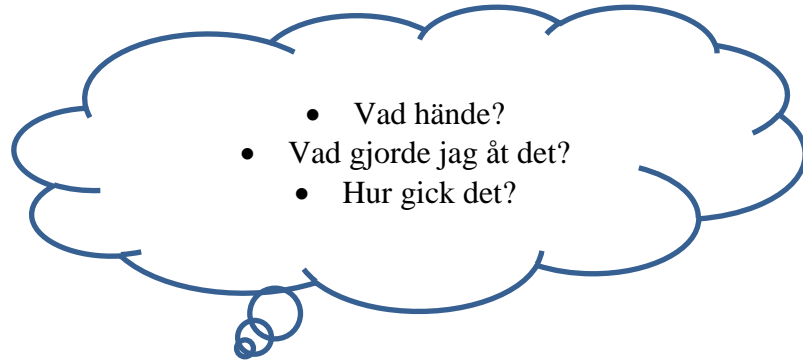 • Vad hände?
• Vad gjorde jag åt det?
• Hur gick det?